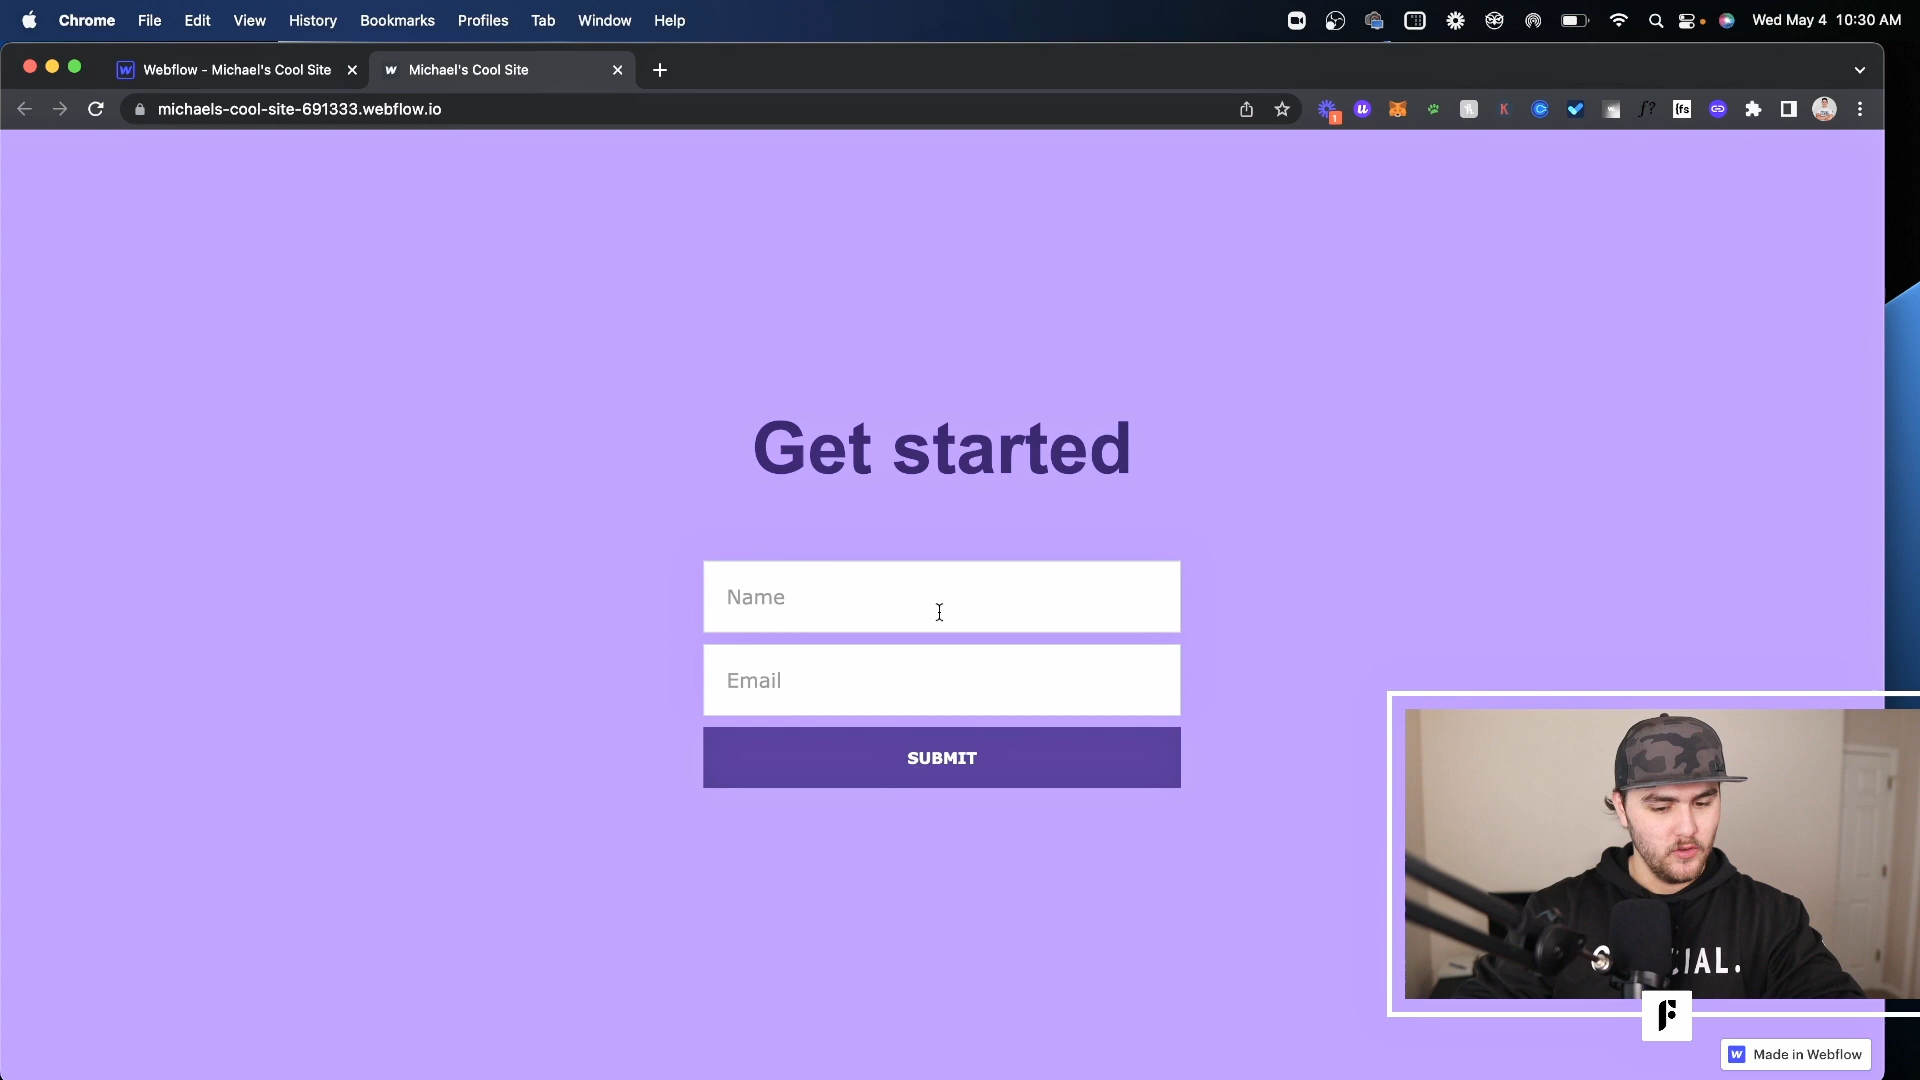 Chrome File Edit View History Bookmarks Profiles Tab Window Help
Wed May 4 10:30 AM
Webflow - Michael's Cool Site
Michael's Cool Site
michaels-cool-site-691333.webflow.io
1
Get started
Name
Email
SUBMIT
Made in Webflow